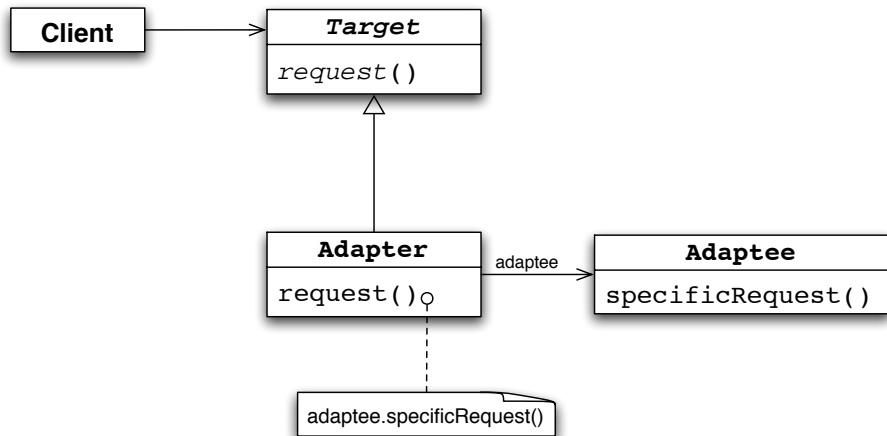 Client
Target
request()
Adapter
request()
adaptee
Adaptee
specificRequest()
adaptee.specificRequest()